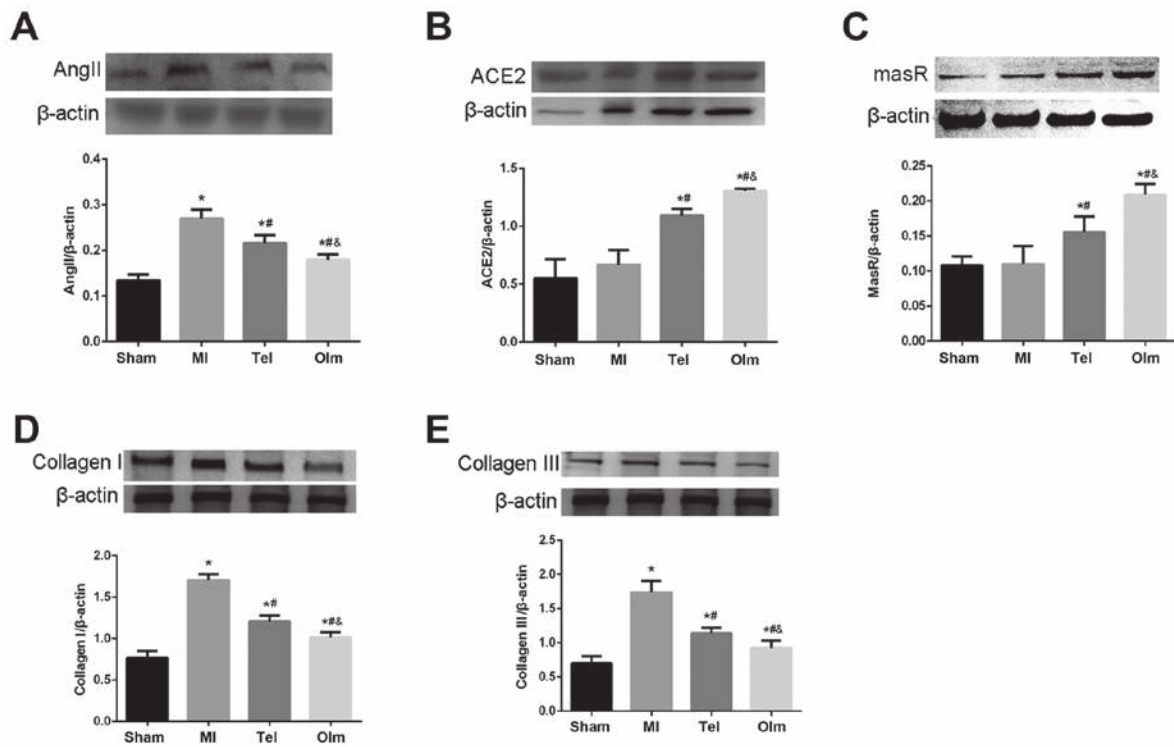 A
AngII
β-actin
AngII/β-actin
0.4
0.3
0.2
0.1
0.0
*
*#
*#&
Sham MI Tel Olm
B
ACE2
β-actin
ACE2/β-actin
1.5
1.0
0.5
0.0
*#
*#&
Sham MI Tel Olm
C
masR
β-actin
MasR/β-actin
0.25
0.20
0.15
0.10
0.05
0.00
*#
*#&
Sham MI Tel Olm
D
Collagen I
β-actin
Collagen I/β-actin
2.0
1.5
1.0
0.5
0.0
*
*#
*#&
Sham MI Tel Olm
E
Collagen III
β-actin
Collagen III/β-actin
2.5
2.0
1.5
1.0
0.5
0.0
*
*#
*#&
Sham MI Tel Olm